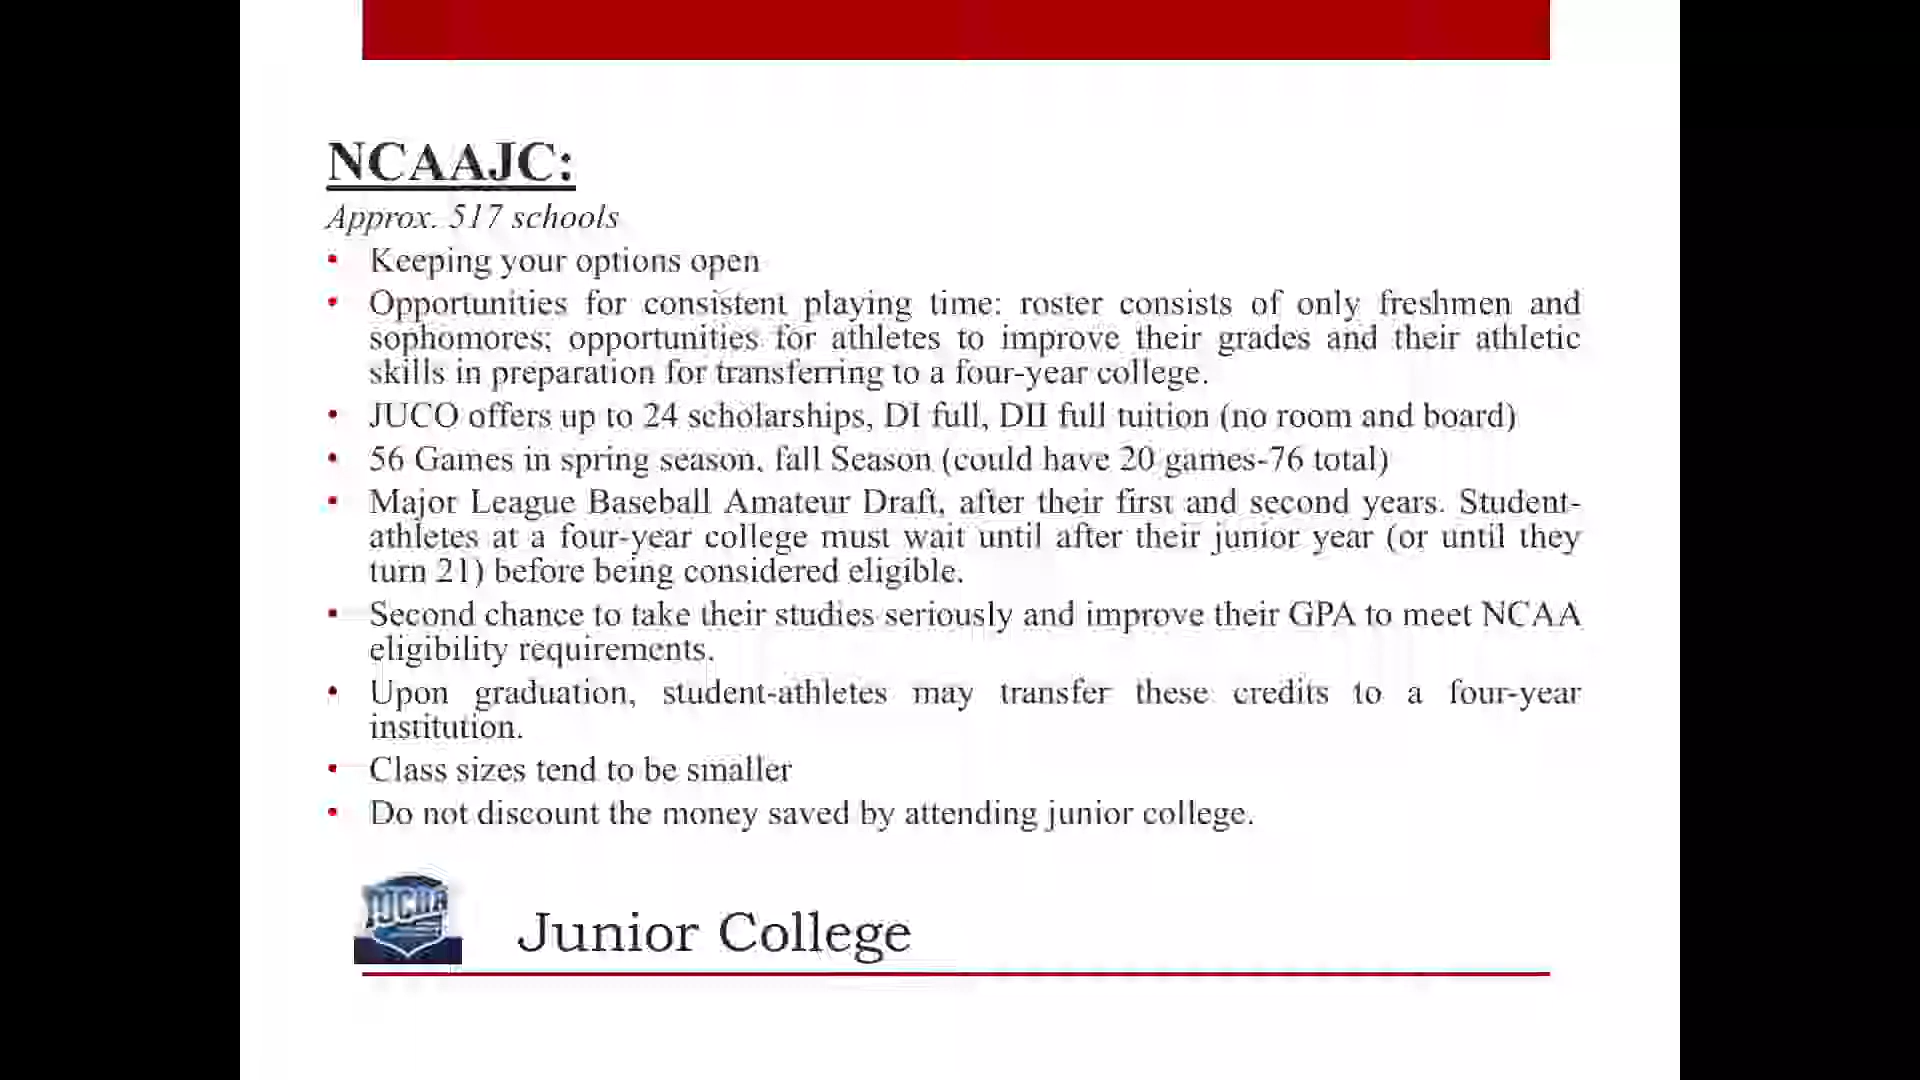 NCAAJC:
Approx. 517 schools
• Keeping your options open
• Opportunities for consistent playing time: roster consists of only freshmen and
sophomores; opportunities for athletes to improve their grades and their athletic
skills in preparation for transferring to a four-year college.
• JUCO offers up to 24 scholarships, DI full, DII full tuition (no room and board)
• 56 Games in spring season, fall Season (could have 20 games-76 total)
• Major League Baseball Amateur Draft, after their first and second years. Student-
athletes at a four-year college must wait until after their junior year (or until they
turn 21) before being considered eligible.
• Second chance to take their studies seriously and improve their GPA to meet NCAA
eligibility requirements.
• Upon graduation, student-athletes may transfer these credits to a four-year
institution.
• Class sizes tend to be smaller
• Do not discount the money saved by attending junior college.
Junior College